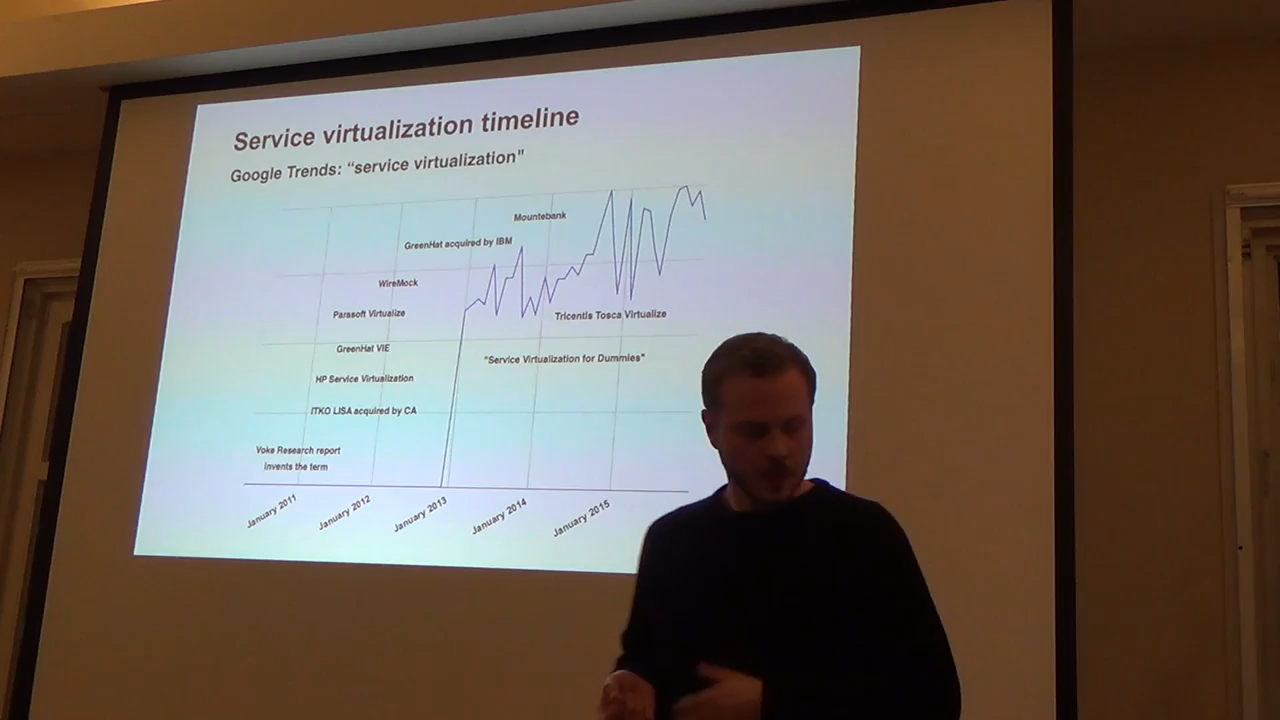 Service virtualization timeline
Google Trends: “service virtualization"
Mountebank
GreenHat acquired by IBM
WireMock
Parasoft Virtualize
Tricentis Tosca Virtualize
GreenHat VIE
"Service Virtualization for Dummies"
HP Service Virtualization
ITKO LISA acquired by CA
Voke Research report
invents the term
January 2011
January 2012
January 2013
January 2014
January 2015